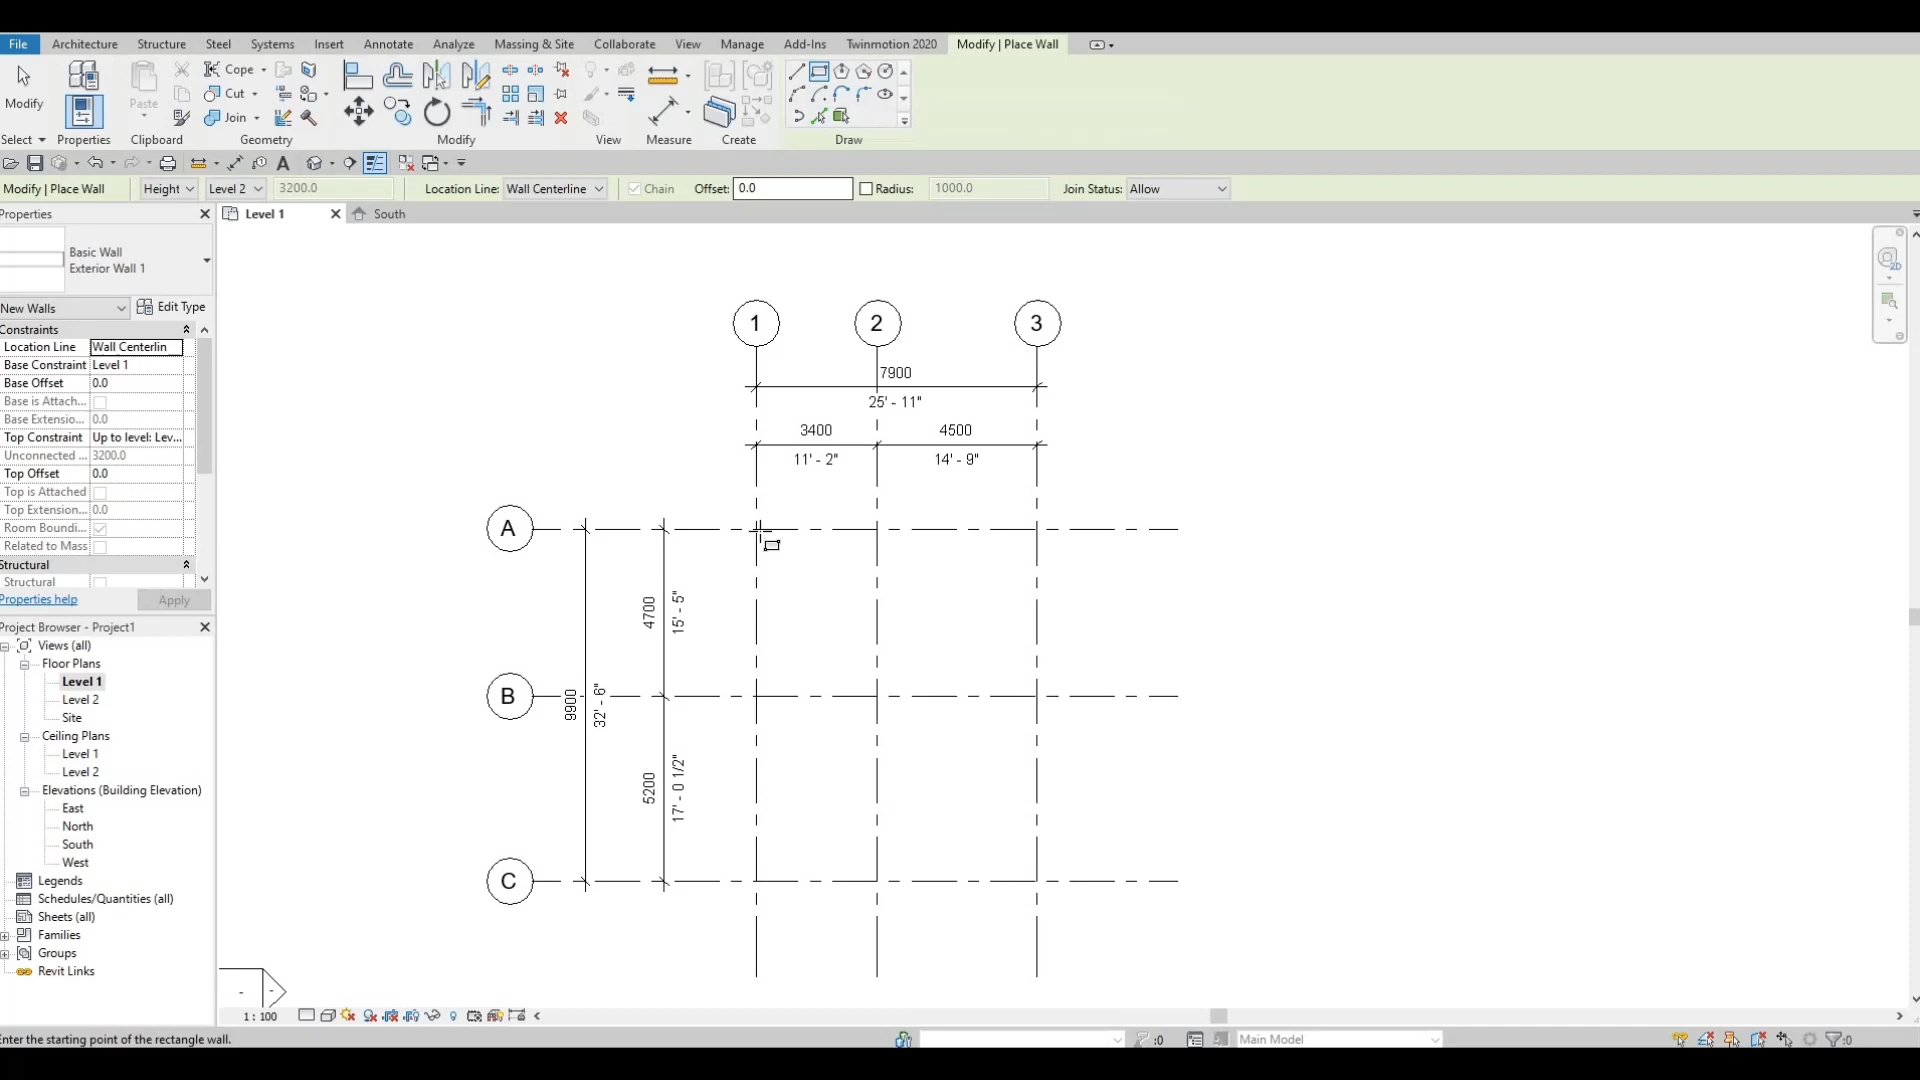 File Architecture Structure Steel Systems Insert Annotate Analyze Massing & Site Collaborate View Manage Add-Ins Twinmotion 2020 Modify | Place Wall
Modify Paste Cope Cut Join
Select Properties Clipboard Geometry Modify View Measure Create Draw
Modify | Place Wall Height Level 2 3200.0 Location Line: Wall Centerline Chain Offset: 0.0 Radius: 1000.0 Join Status: Allow
Properties
Level 1 South
Basic Wall
Exterior Wall 1
New Walls Edit Type
Constraints
Location Line Wall Centerlin
Base Constraint Level 1
Base Offset 0.0
Base is Attach...
Base Extensio... 0.0
Top Constraint Up to level: Lev...
Unconnected ... 3200.0
Top Offset 0.0
Top is Attached
Top Extension... 0.0
Room Boundi...
Related to Mass
Structural
Structural
Properties help Apply
Project Browser - Project1
Views (all)
Floor Plans
Level 1
Level 2
Site
Ceiling Plans
Level 1
Level 2
Elevations (Building Elevation)
East
North
South
West
Legends
Schedules/Quantities (all)
Sheets (all)
Families
Groups
Revit Links
1 2 3
7900
25' - 11"
3400 4500
11' - 2" 14' - 9"
A
4700
15' - 5"
B
9900
32' - 6"
5200
17' - 0 1/2"
C
2D
1 : 100
Enter the starting point of the rectangle wall.
:0 Main Model :0